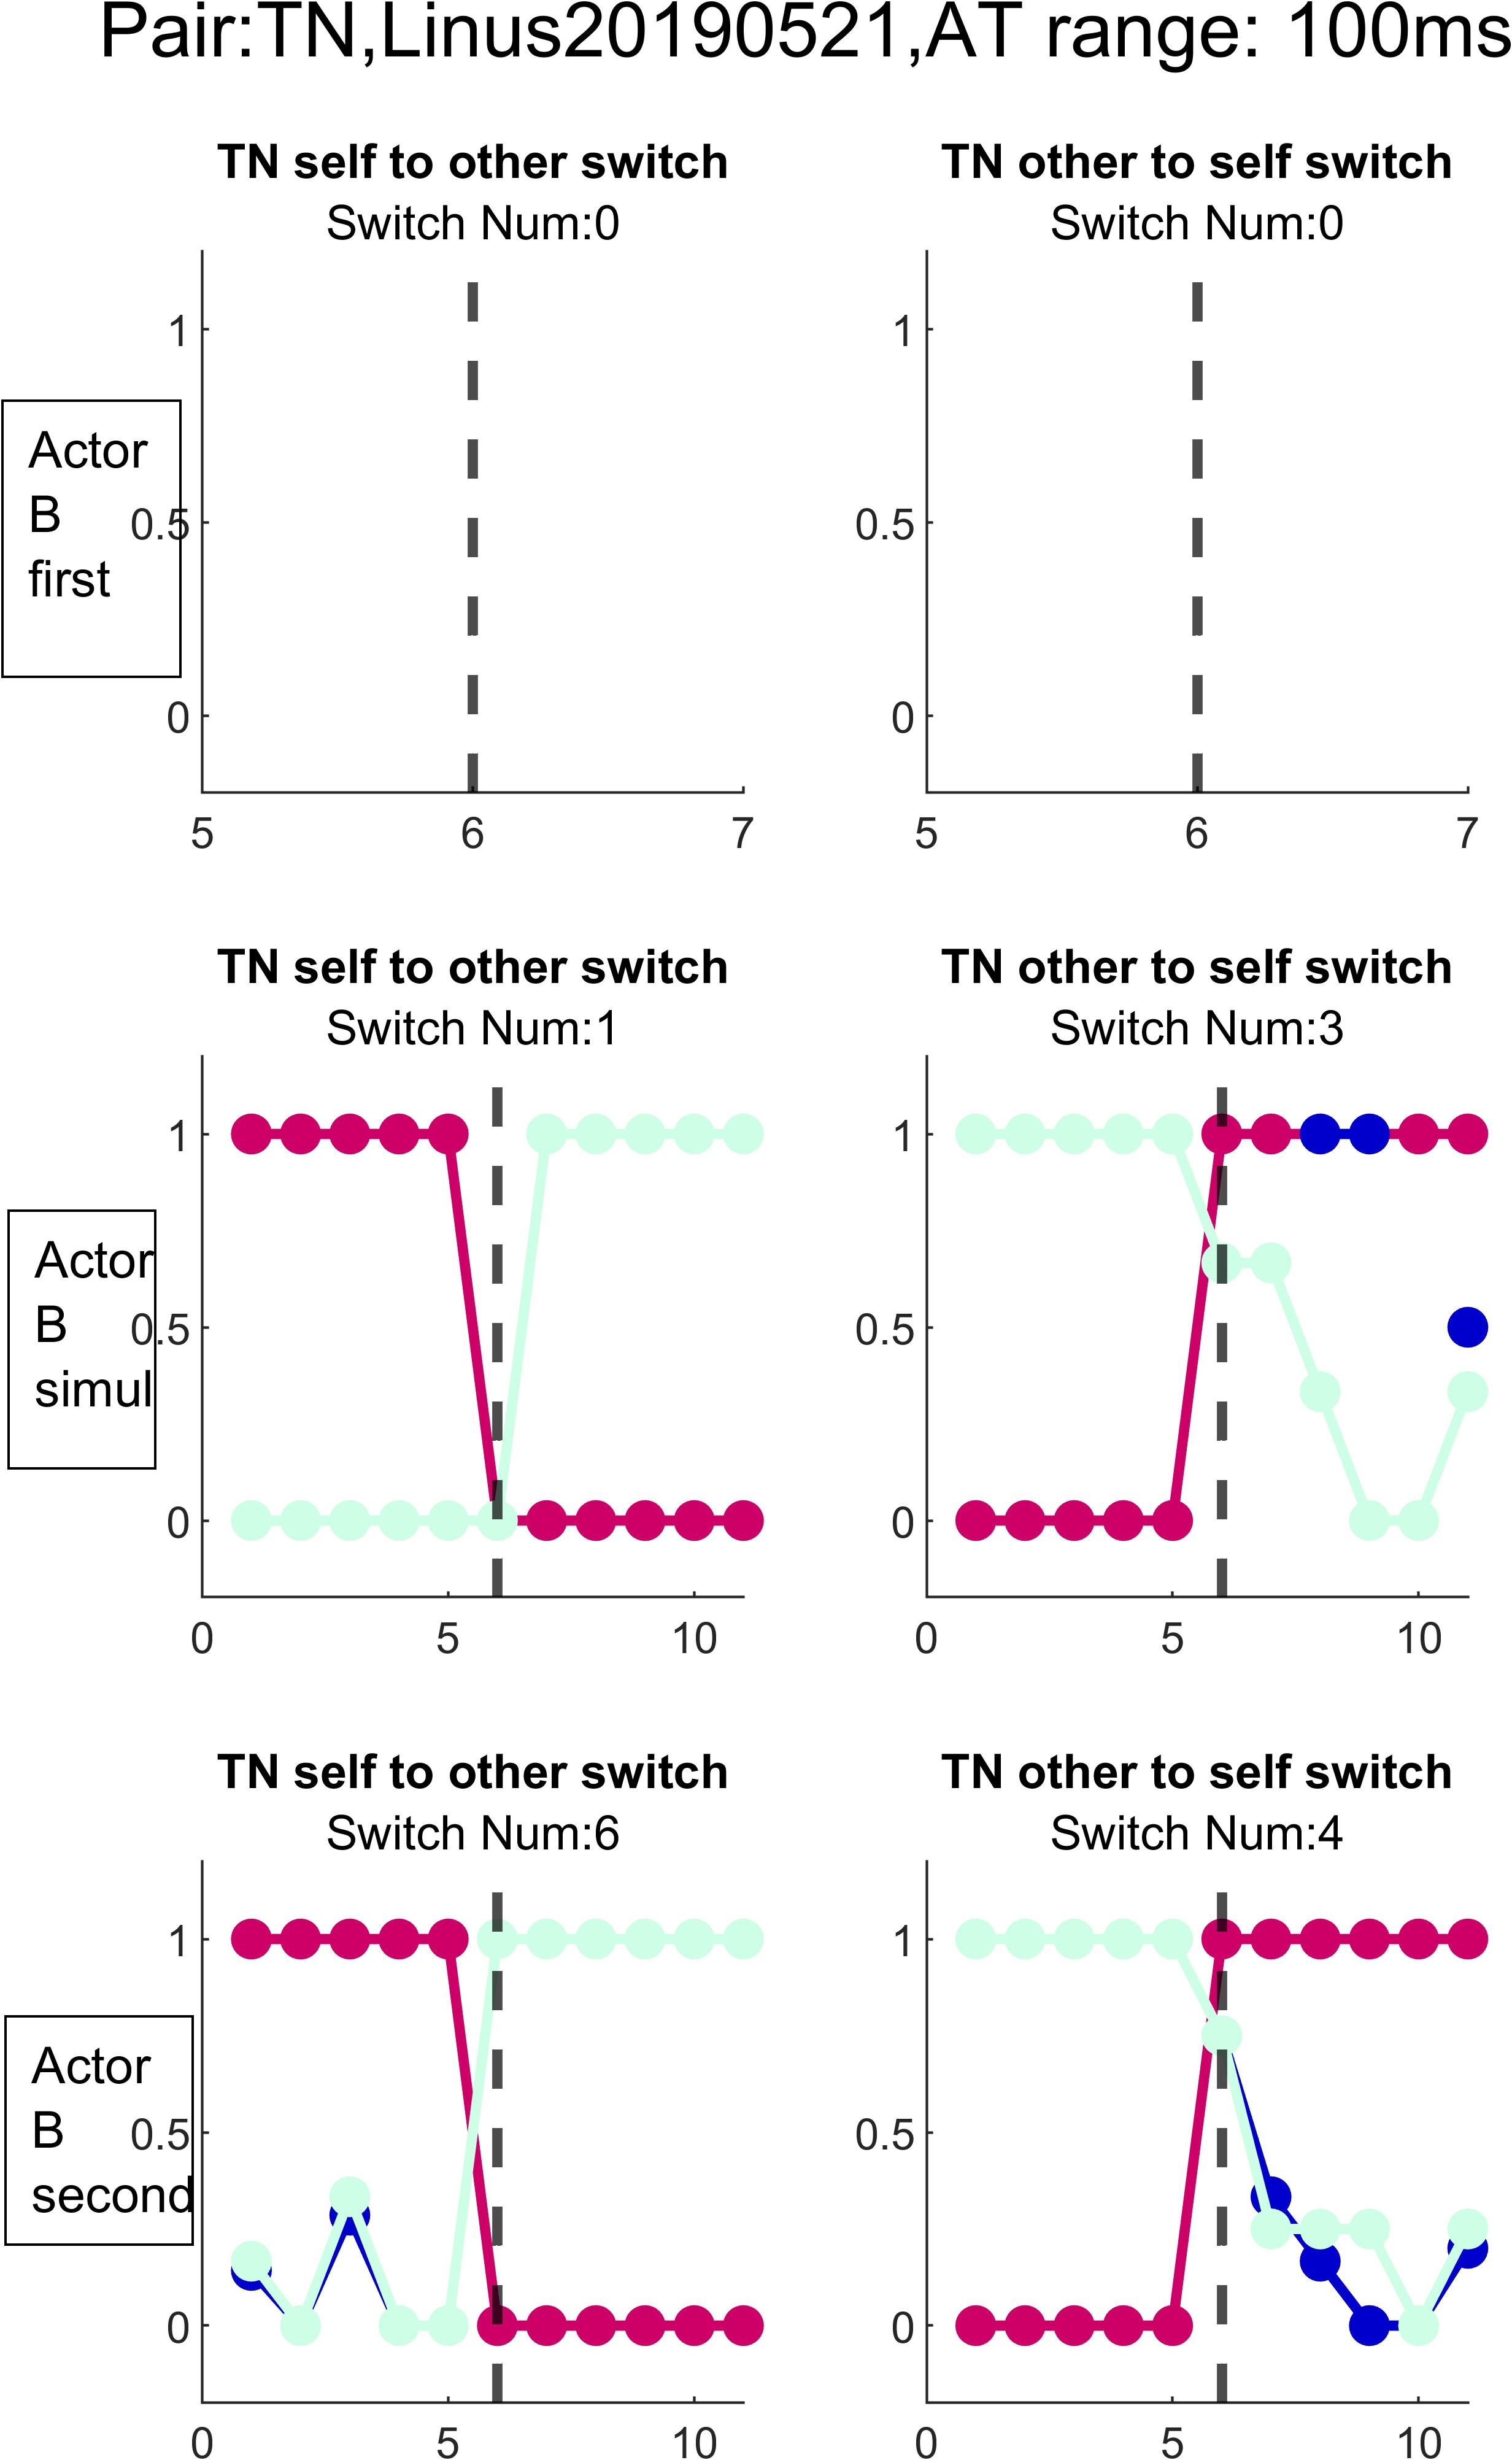 Pair:TN,Linus20190521,AT range: 100ms
TN self to other switch
Switch Num:0
TN other to self switch
Switch Num:0
Actor
B
first
1
0.5
0
5
6
7
1
0.5
0
5
6
7
TN self to other switch
Switch Num:1
TN other to self switch
Switch Num:3
Actor
B
simul
1
0.5
0
0
5
10
1
0.5
0
0
5
10
TN self to other switch
Switch Num:6
TN other to self switch
Switch Num:4
Actor
B
second
1
0.5
0
0
5
10
1
0.5
0
0
5
10